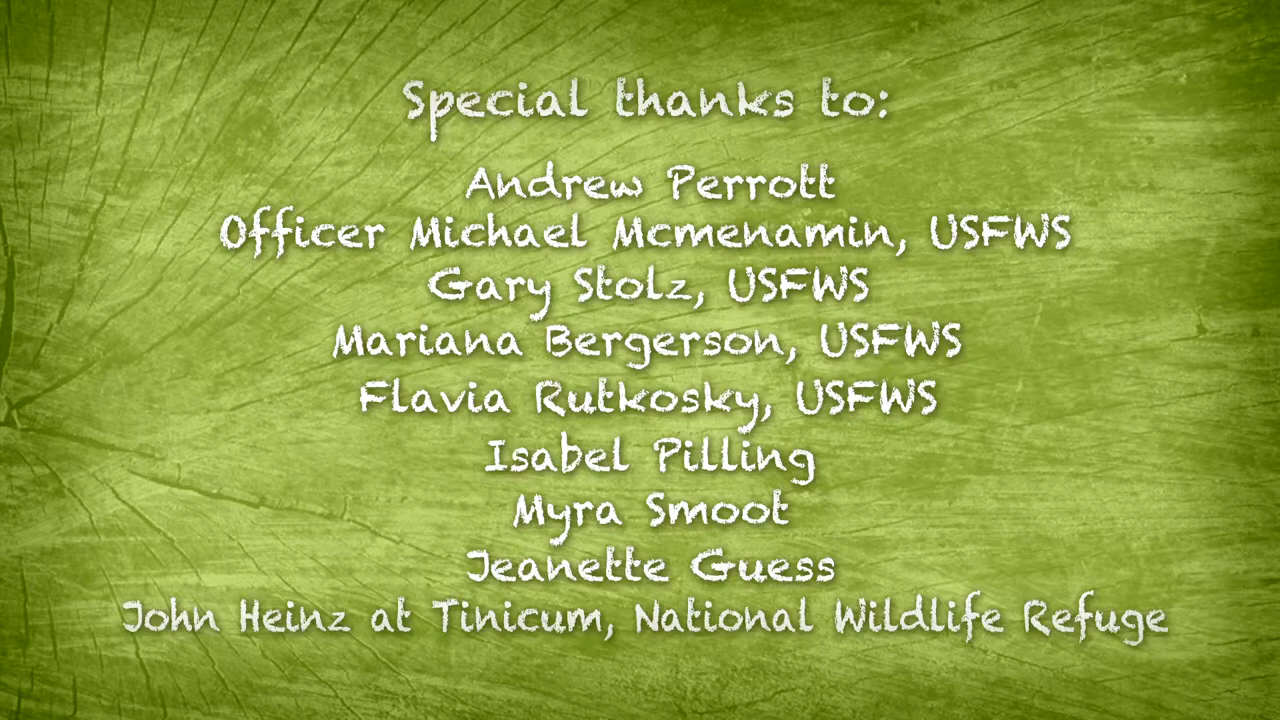 Special thanks to:
Andrew Perrott
Officer Michael Mcmenamin, USFWS
Gary Stolz, USFWS
Mariana Bergerson, USFWS
Flavia Rutkosky, USFWS
Isabel Pilling
Myra Smoot
Jeanette Guess
John Heinz at Tinicum, National Wildlife Refuge